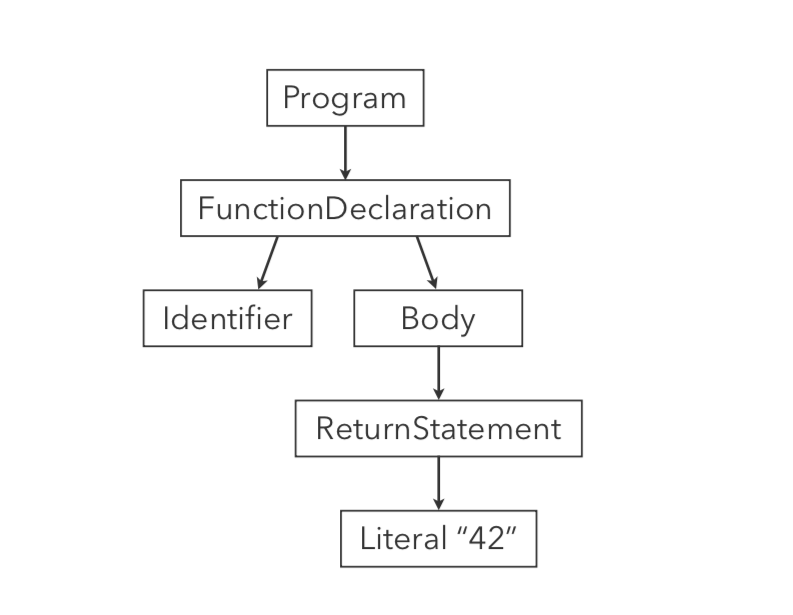 Program
FunctionDeclaration
Identifier
Body
ReturnStatement
Literal “42”